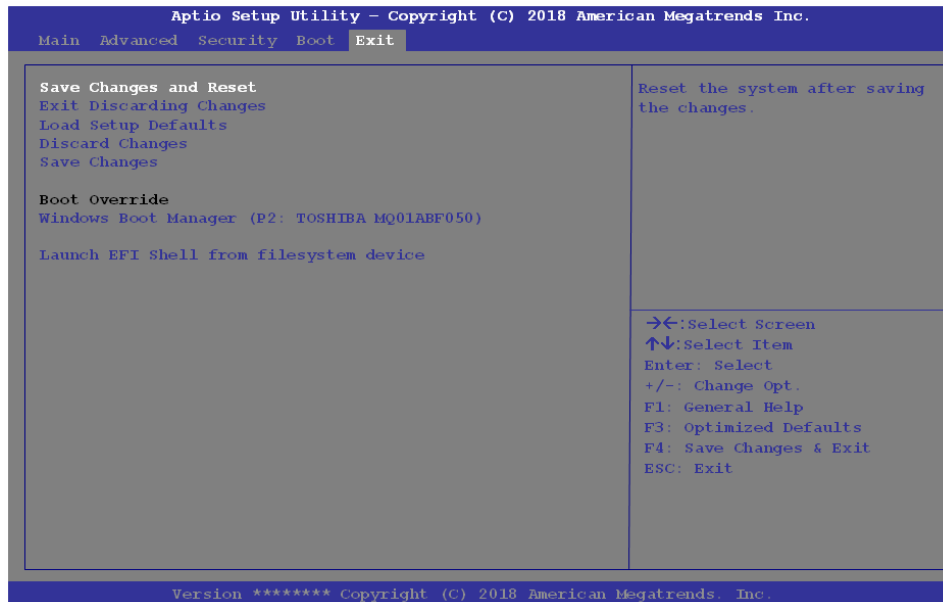 Aptio Setup Utility – Copyright (C) 2018 American Megatrends Inc.
Main Advanced Security Boot Exit
Save Changes and Reset
Exit Discarding Changes
Load Setup Defaults
Discard Changes
Save Changes
Boot Override
Windows Boot Manager (P2: TOSHIBA MQ01ABF050)
Launch EFI Shell from filesystem device
Reset the system after saving
the changes.
→←:Select Screen
↑↓:Select Item
Enter: Select
+/-: Change Opt.
F1: General Help
F3: Optimized Defaults
F4: Save Changes & Exit
ESC: Exit
Version ******** Copyright (C) 2018 American Megatrends. Inc.